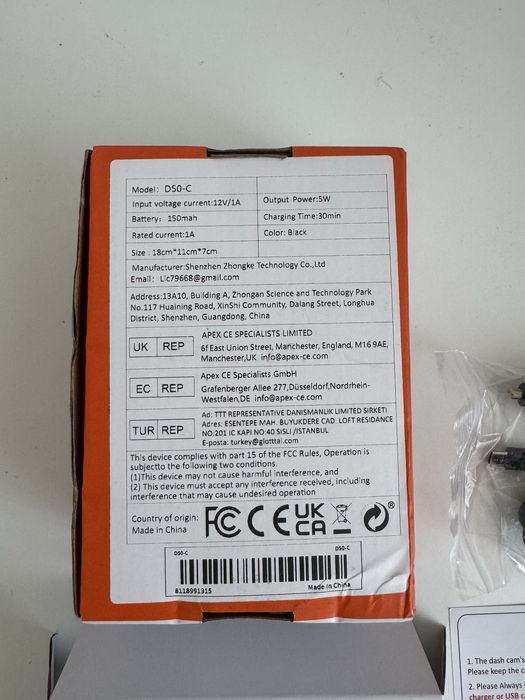 Model: D50-C
Input voltage current:12V/1A Output Power:5W
Battery: 150mah Charging Time:30min
Rated current:1A Color: Black
Size : 18cm*11cm*7cm
Manufacturer:Shenzhen Zhongke Technology Co.,Ltd
Email: Llc79668@gmail.com
Address:13A10, Building A, Zhongan Science and Technology Park
No.117 Huaining Road, XinShi Community, Dalang Street, Longhua
District, Shenzhen, Guangdong, China
UK REP
APEX CE SPECIALISTS LIMITED
6f East Union Street, Manchester, England, M16 9AE,
Manchester,UK info@apex-ce.com
EC REP
Apex CE Specialists GmbH
Grafenberger Allee 277,Düsseldorf,Nordrhein-
Westfalen,DE info@apex-ce.com
TUR REP
Ad: TTT REPRESENTATIVE DANISMANLIK LIMITED SIRKETI
Adres: ESENTEPE MAH. BUYUKDERE CAD. LOFT RESIDANCE
NO:201 IC KAPI NO:40 SISLI /ISTANBUL
E-posta: turkey@glotttal.com
This device complies with part 15 of the FCC Rules, Operation is
subjectto the following two conditions.
(1)This device may not cause harmful interference, and
(2) This device must accept any interference received, including
interference that may cause undesired operation
Country of origin:
Made in China
FC CE UK
CA
®
D50-C D50-C
8118991315 Made in China
1. The dash cam's
Please keep the c
2. Please Always
charger or USB c